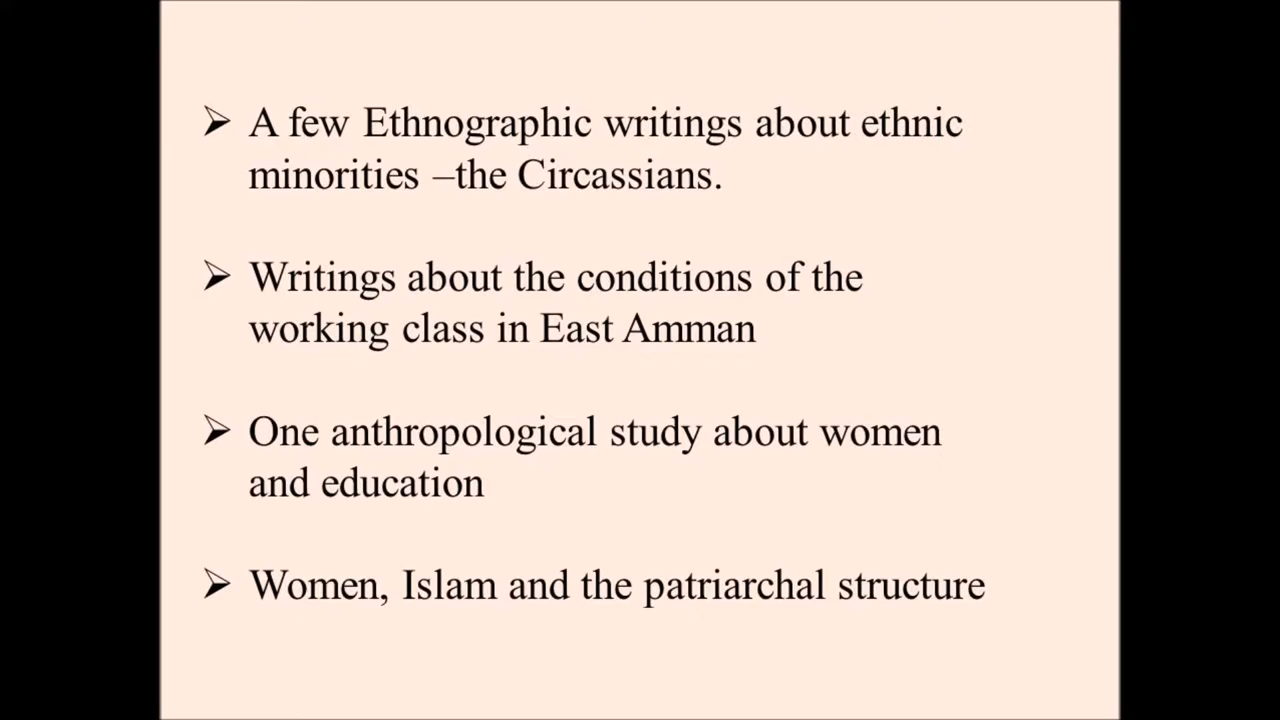 ➢ A few Ethnographic writings about ethnic
minorities –the Circassians.
➢ Writings about the conditions of the
working class in East Amman
➢ One anthropological study about women
and education
➢ Women, Islam and the patriarchal structure